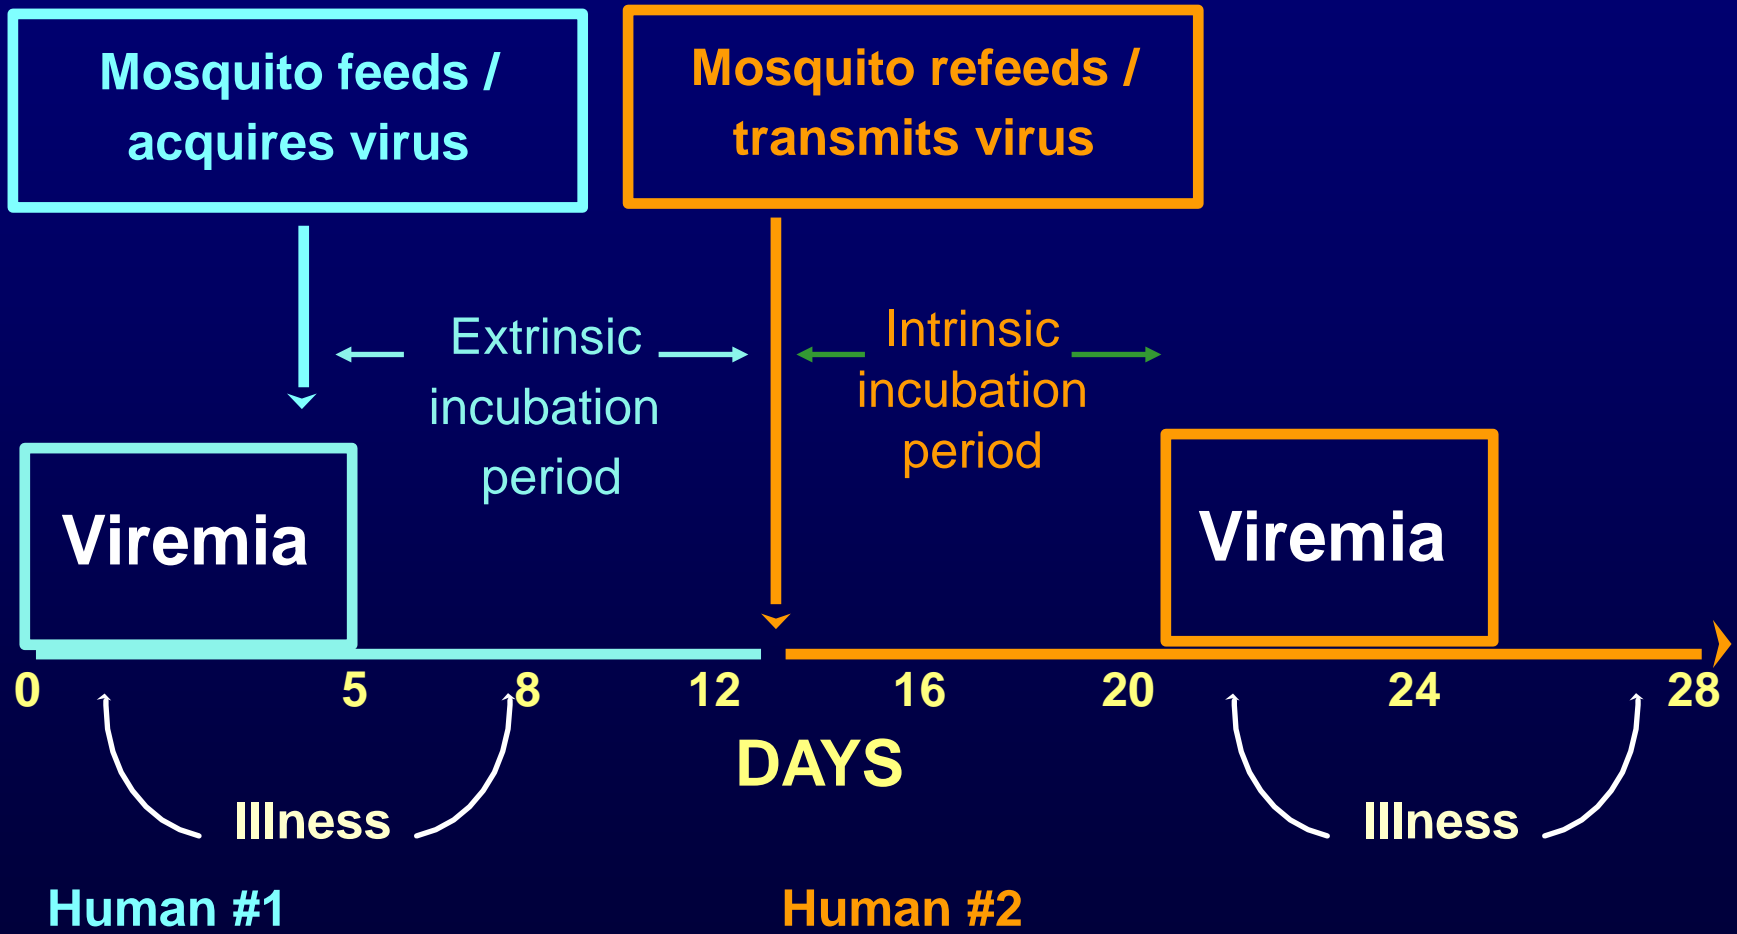 Mosquito feeds /
acquires virus
Mosquito refeeds /
transmits virus
Extrinsic
incubation
period
Intrinsic
incubation
period
Viremia
Viremia
0 5 8 12 16 20 24 28
DAYS
Illness
Illness
Human #1
Human #2